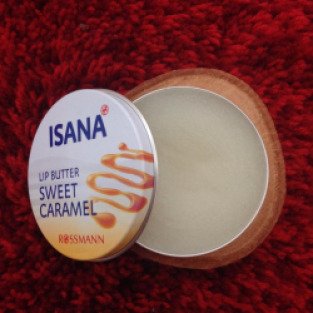 ISANA
LIP BUTTER
SWEET
CARAMEL
ROSSMANN